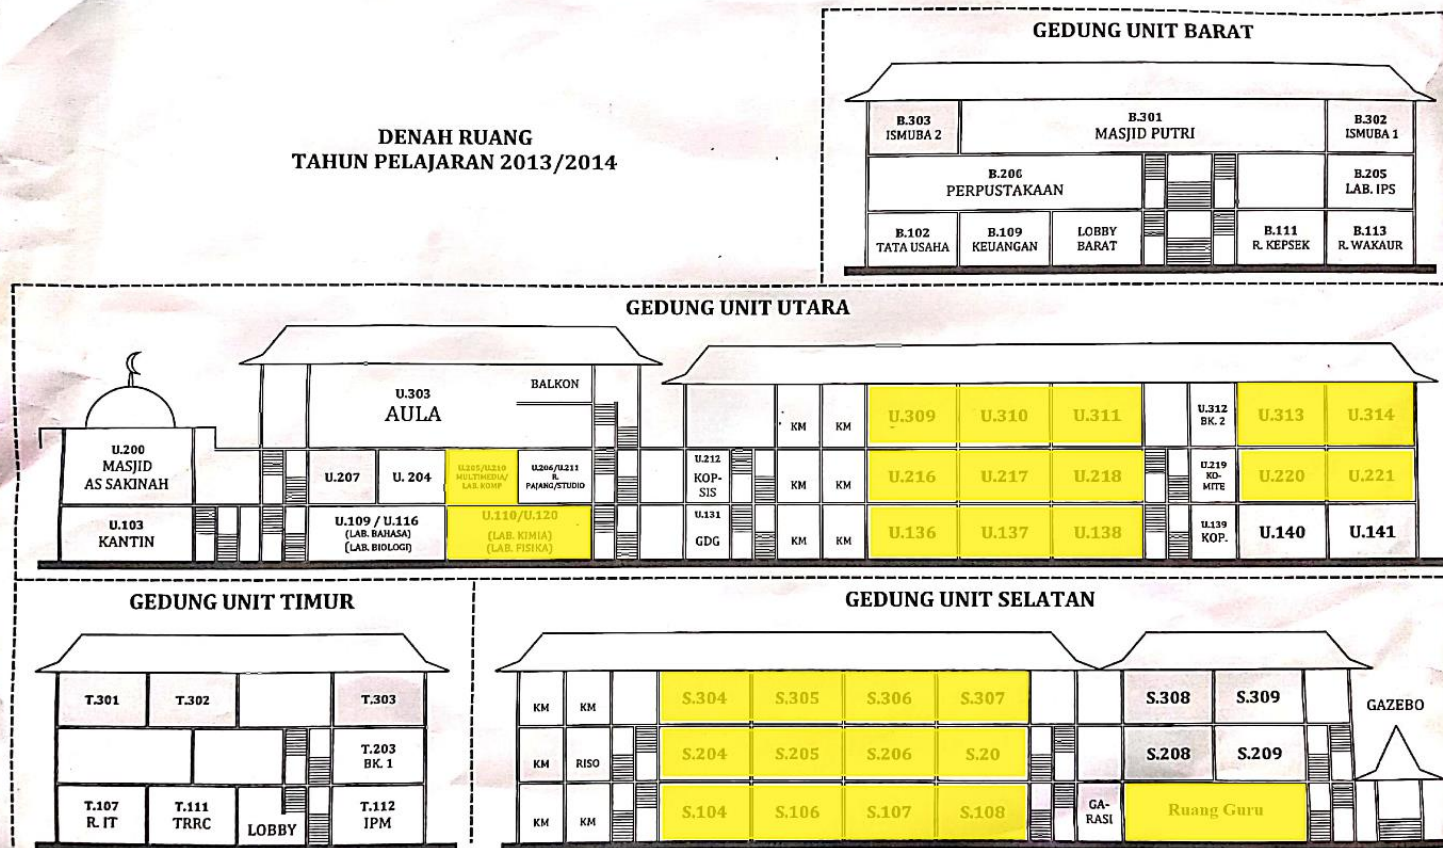 GEDUNG UNIT BARAT
DENAH RUANG
TAHUN PELAJARAN 2013/2014
B.303
ISMUBA 2
B.301
MASJID PUTRI
B.302
ISMUBA 1
B.206
PERPUSTAKAAN
B.205
LAB. IPS
B.102
TATA USAHA
B.109
KEUANGAN
LOBBY
BARAT
B.111
R. KEPSEK
B.113
R. WAKAUR
GEDUNG UNIT UTARA
U.303
AULA
BALKON
KM
KM
U.309
U.310
U.311
U.312
BK. 2
U.313
U.314
U.200
MASJID
AS SAKINAH
U.207
U. 204
U.205/U.210
MULTIMEDIA/
LAB. KOMP
U.206/U.211
R.
PAJANG/STUDIO
U.212
KOP-
SIS
KM
KM
U.216
U.217
U.218
U.219
KO-
MITE
U.220
U.221
U.103
KANTIN
U.109 / U.116
(LAB. BAHASA)
(LAB. BIOLOGI)
U.110/U.120
(LAB. KIMIA)
(LAB. FISIKA)
U.131
GDG
KM
KM
U.136
U.137
U.138
U.139
KOP.
U.140
U.141
GEDUNG UNIT TIMUR
T.301
T.302
T.303
T.203
BK. 1
T.107
R. IT
T.111
TRRC
LOBBY
T.112
IPM
GEDUNG UNIT SELATAN
KM
KM
S.304
S.305
S.306
S.307
S.308
S.309
GAZEBO
KM
RISO
S.204
S.205
S.206
S.20
S.208
S.209
KM
KM
S.104
S.106
S.107
S.108
GA-
RASI
Ruang Guru